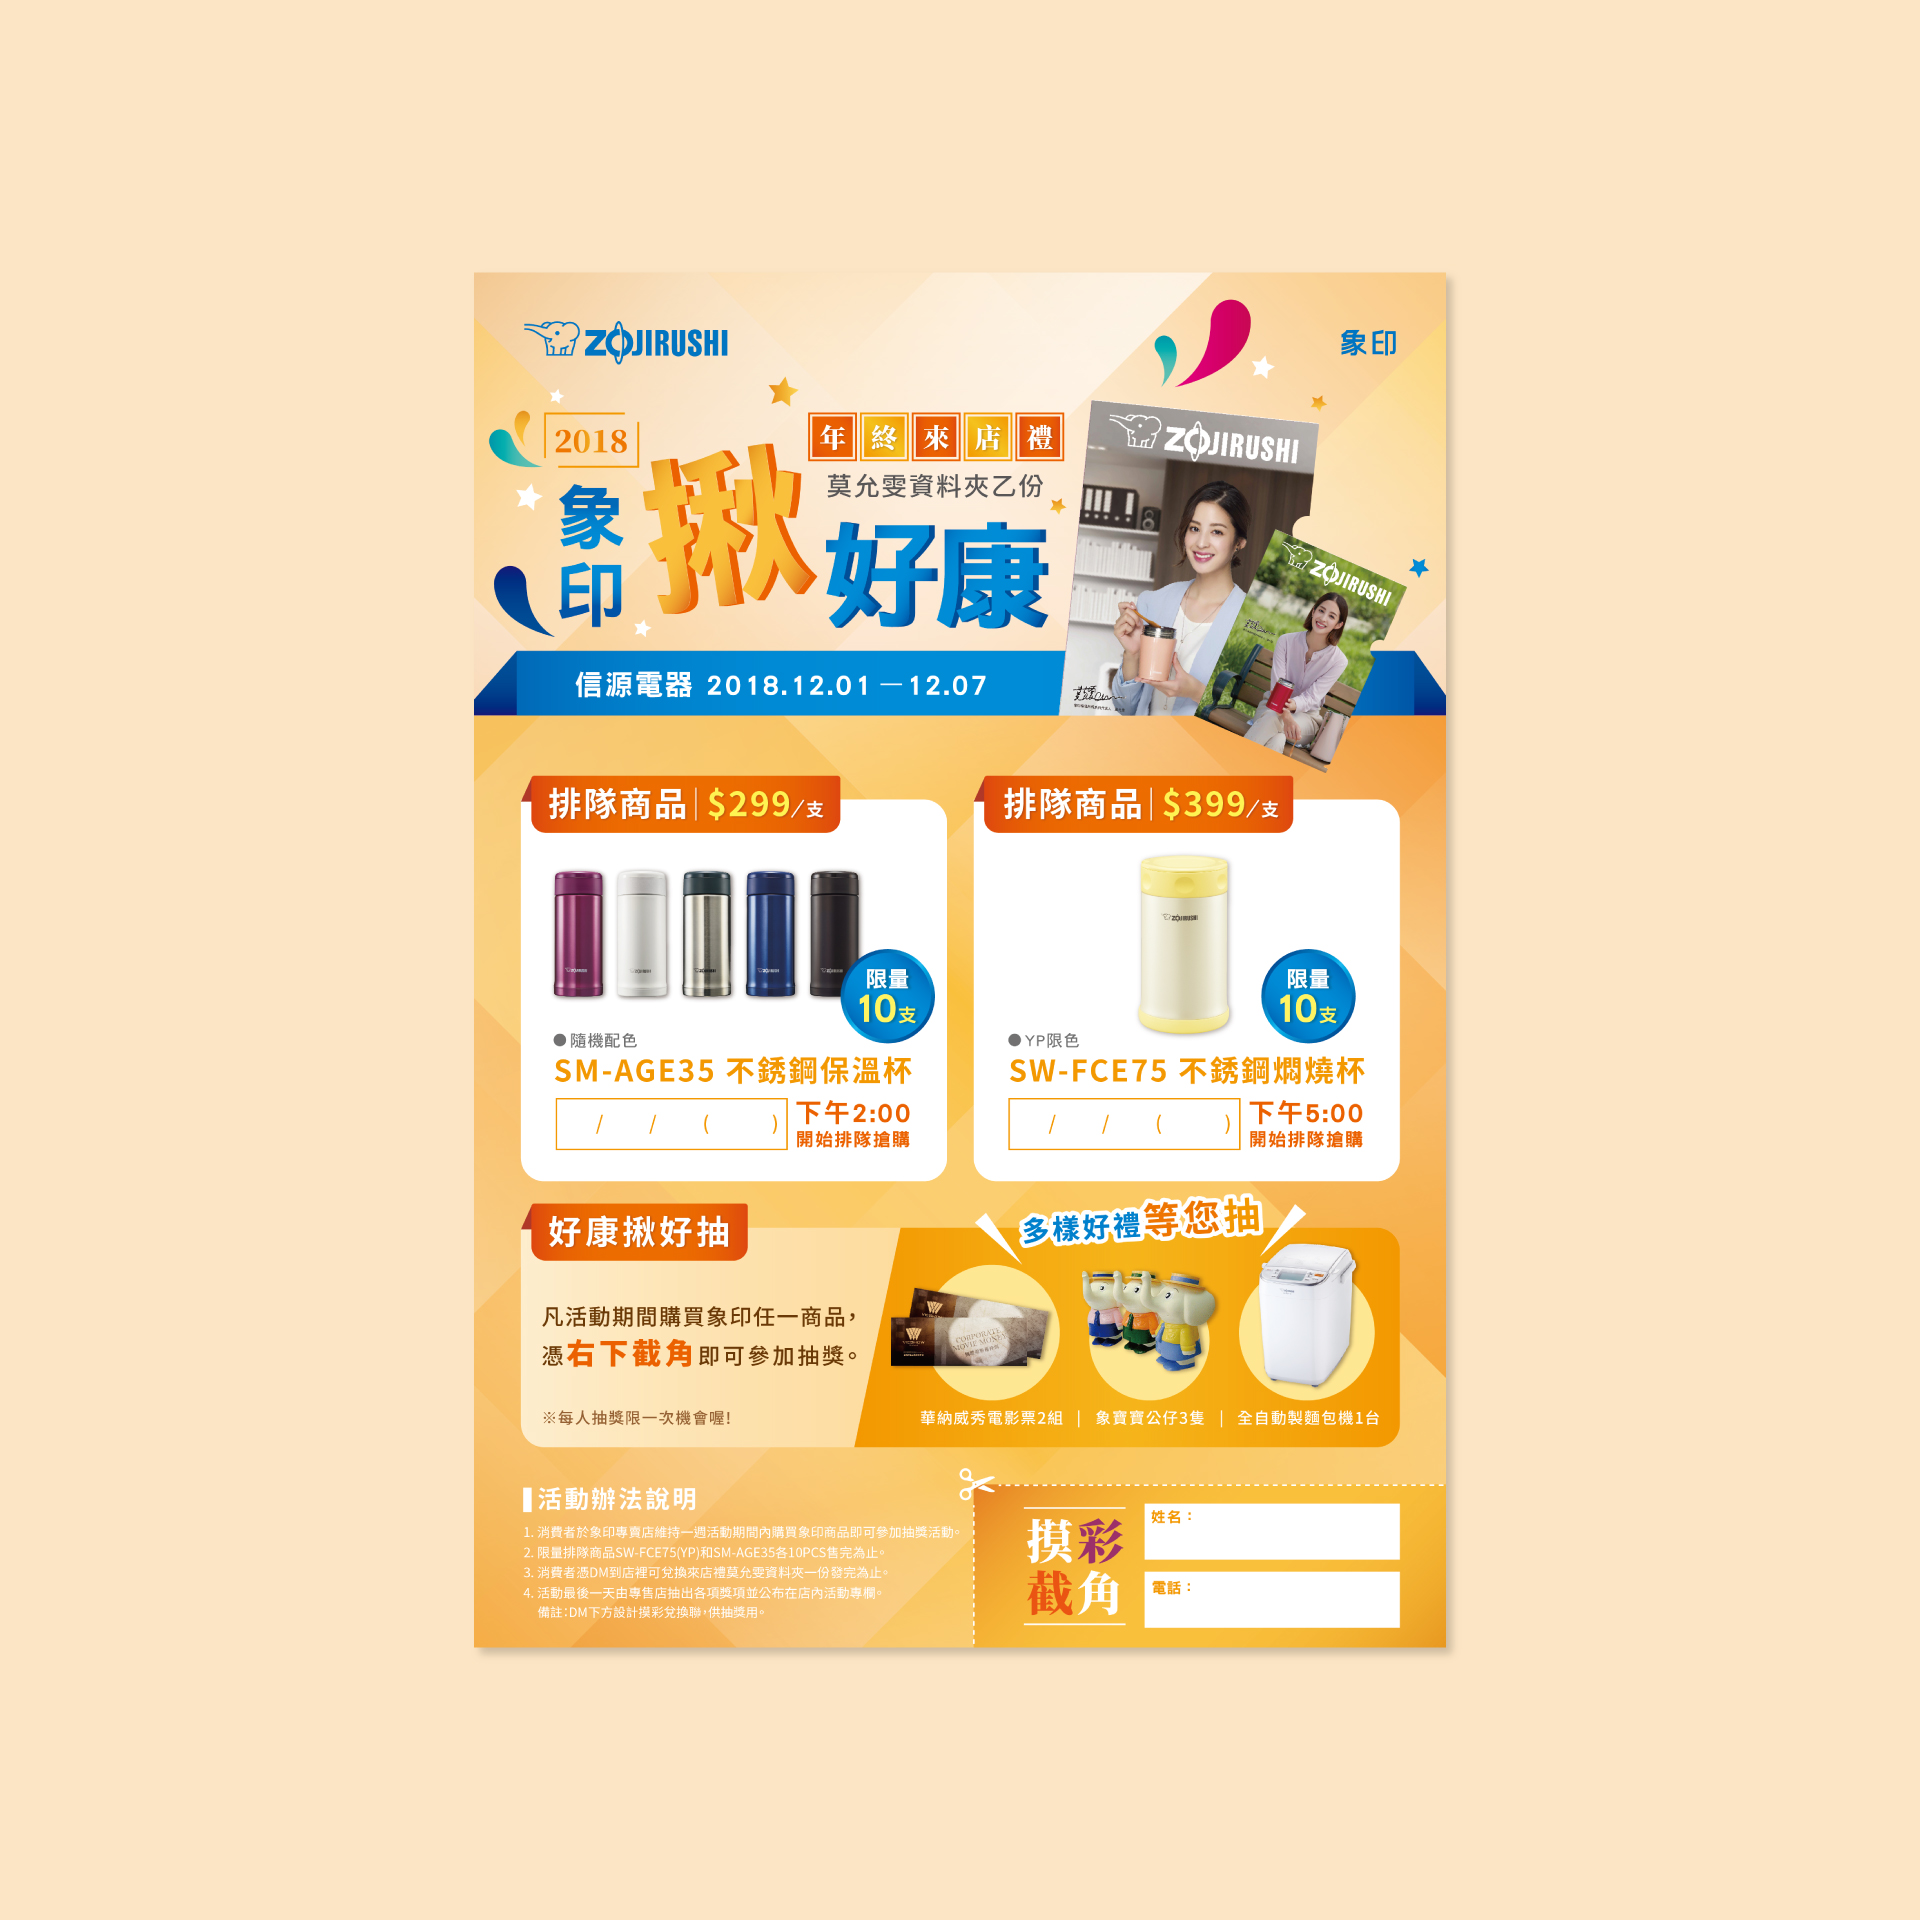 ZOJIRUSHI
象印
2018
年終來店禮
莫允雯資料夾乙份
象印
揪好康
ZOJIRUSHI
ZOJIRUSHI
信源電器 2018.12.01－12.07
排隊商品|$299/支
限量
10支
●隨機配色
SM-AGE35 不銹鋼保溫杯
/ / ( )
下午2:00
開始排隊搶購
排隊商品|$399/支
ZOJIRUSHI
限量
10支
●YP限色
SW-FCE75 不銹鋼燜燒杯
/ / ( )
下午5:00
開始排隊搶購
好康揪好抽
凡活動期間購買象印任一商品，
憑右下截角即可參加抽獎。
※每人抽獎限一次機會喔!
多樣好禮等您抽
CORPORATE
MOVIE MONEY
華納威秀電影票2組 | 象寶寶公仔3隻 | 全自動製麵包機1台
活動辦法說明
1. 消費者於象印專賣店維持一週活動期間內購買象印商品即可參加抽獎活動。
2. 限量排隊商品SW-FCE75(YP)和SM-AGE35各10PCS售完為止。
3. 消費者憑DM到店裡可兌換來店禮莫允雯資料夾一份發完為止。
4. 活動最後一天由專售店抽出各項獎項並公布在店內活動專欄。
備註：DM下方設計摸彩兌換聯，供抽獎用。
摸彩
截角
姓名：
電話：